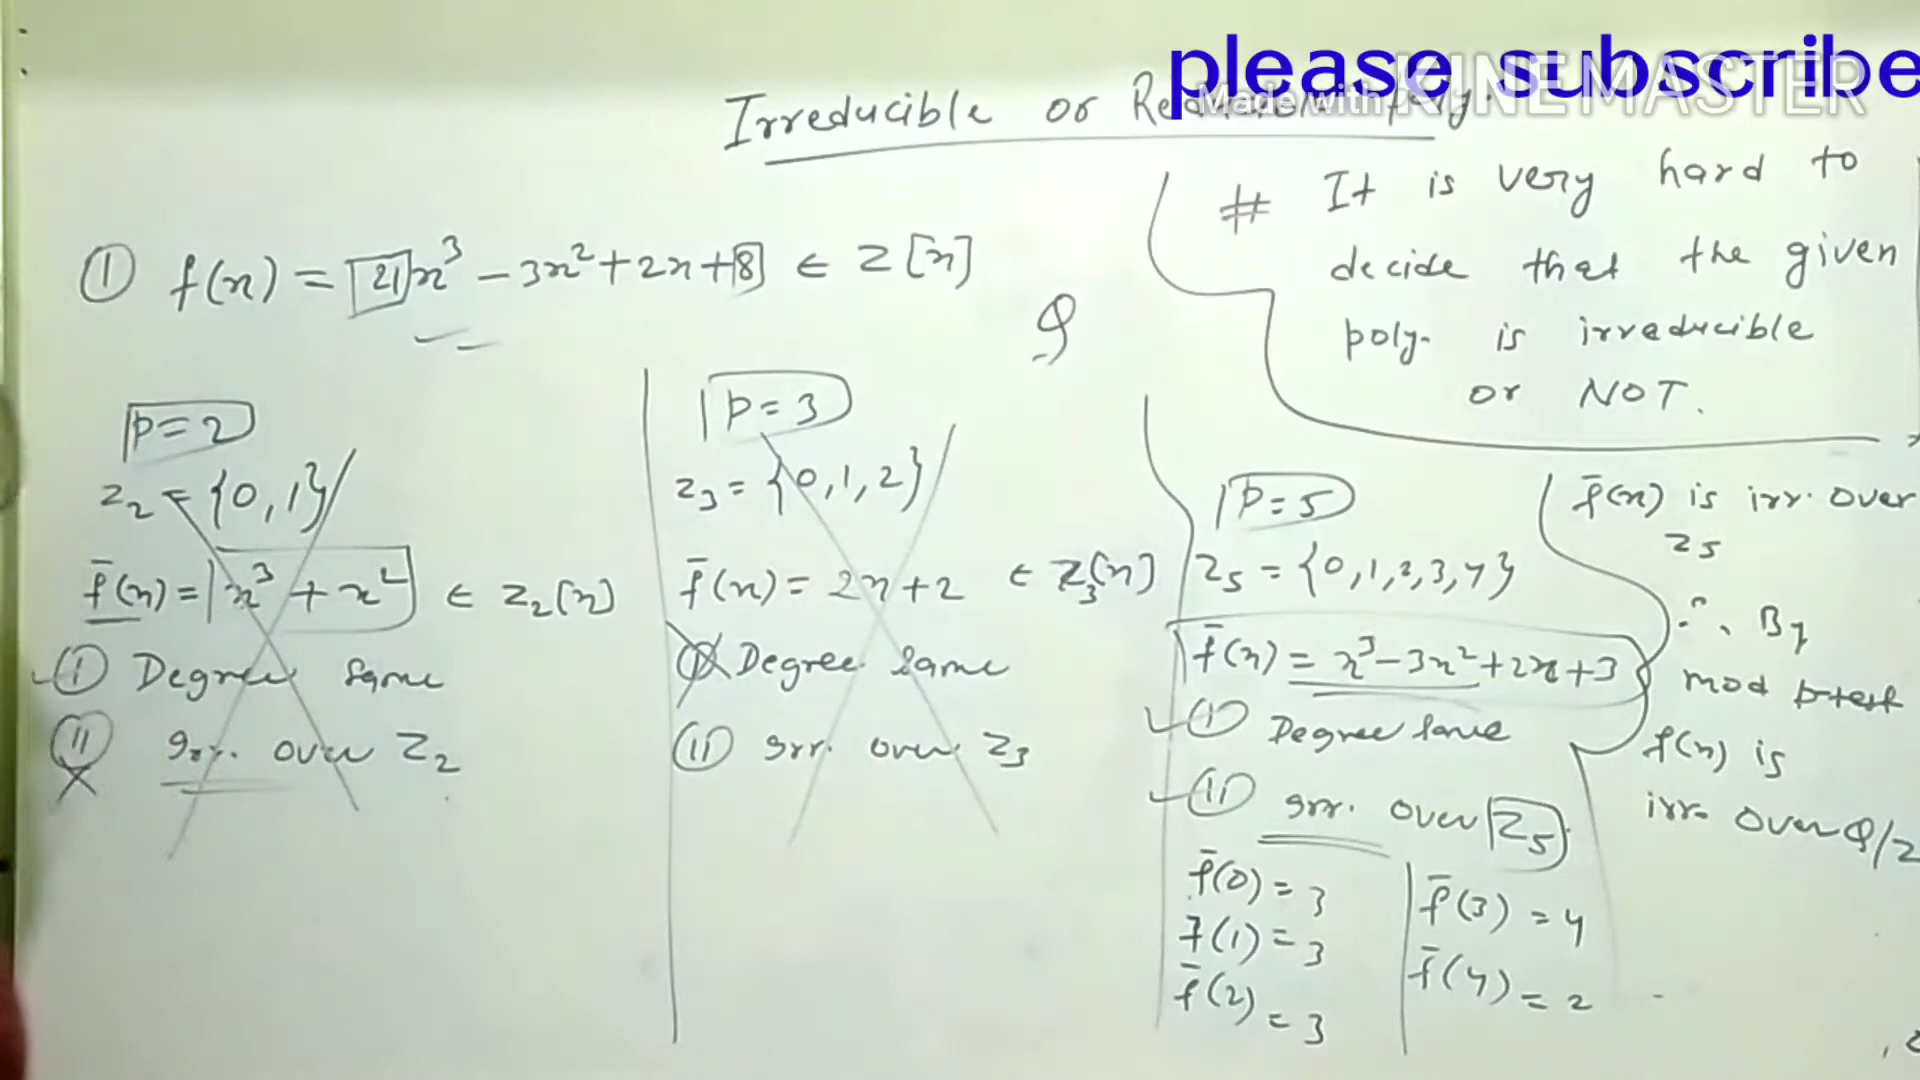 please subscribe
Made with KINEMASTER
Irreducible or poly.
# It is very hard to
decide that the given
poly. is irreducible
or NOT.
① f(x) = 21x³ - 3x² + 2x + 8 ∈ Z[x]
Q
p = 2
Z₂ = {0, 1}
f̄(x) = x³ + x² ∈ Z₂[x]
Ⓘ Degree Same
Ⓘⓘ Irr. over Z₂
p = 3
Z₃ = {0, 1, 2}
f̄(x) = 2x + 2 ∈ Z₃[x]
Ⓘ Degree Same
Ⓘⓘ Irr. over Z₃
p = 5
Z₅ = {0, 1, 2, 3, 4}
f̄(x) = x³ - 3x² + 2x + 3
Ⓘ Degree Same
Ⓘⓘ Irr. over Z₅
f̄(0) = 3
f̄(1) = 3
f̄(2) = 3
f̄(3) = 4
f̄(4) = 2
f̄(x) is irr. over
Z₅
∴ By
mod p-test
f(x) is
irr. over Q/Z